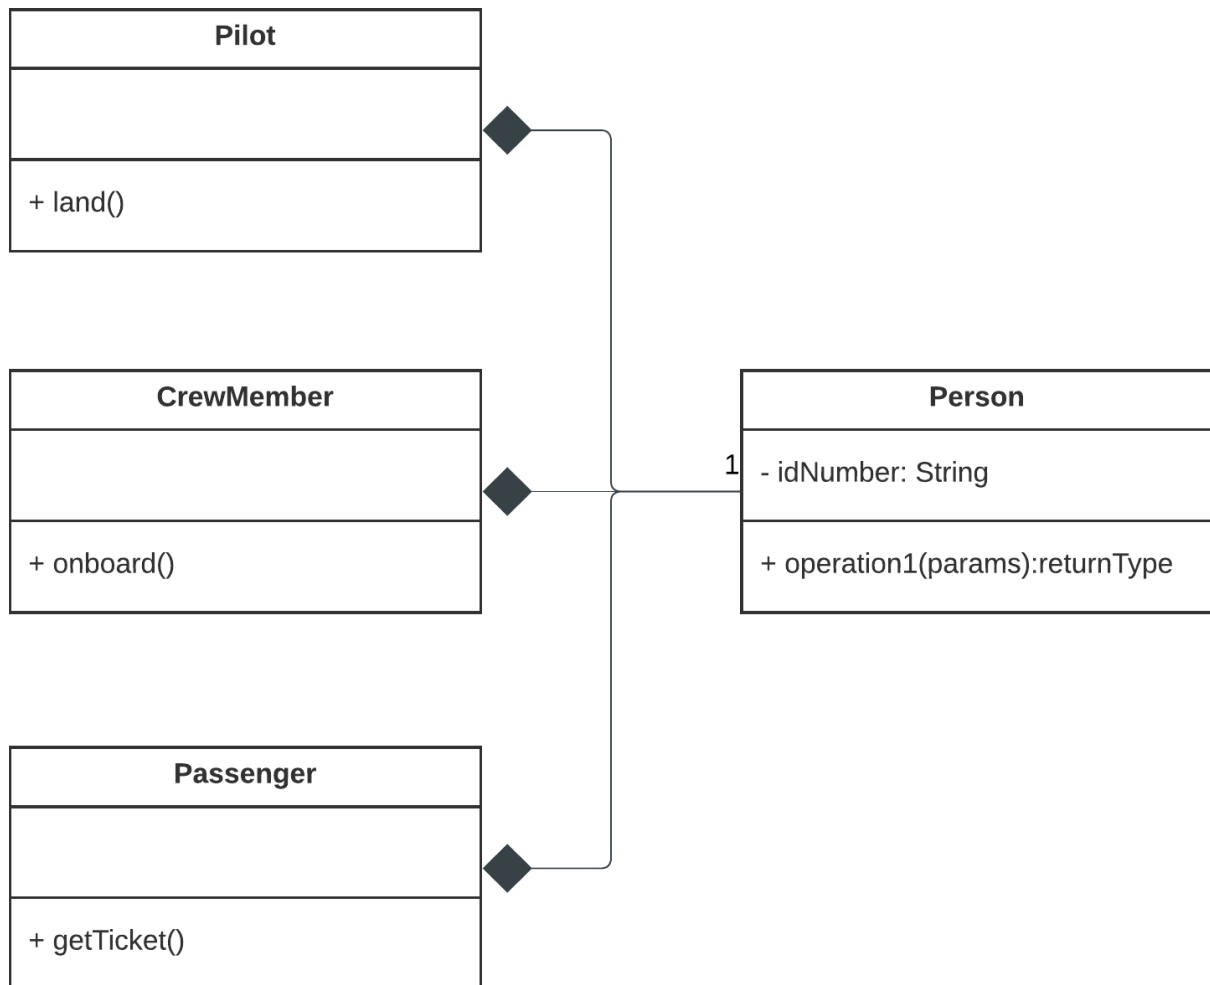 Pilot
+ land()
CrewMember
+ onboard()
Person
1
- idNumber: String
+ operation1(params):returnType
Passenger
+ getTicket()